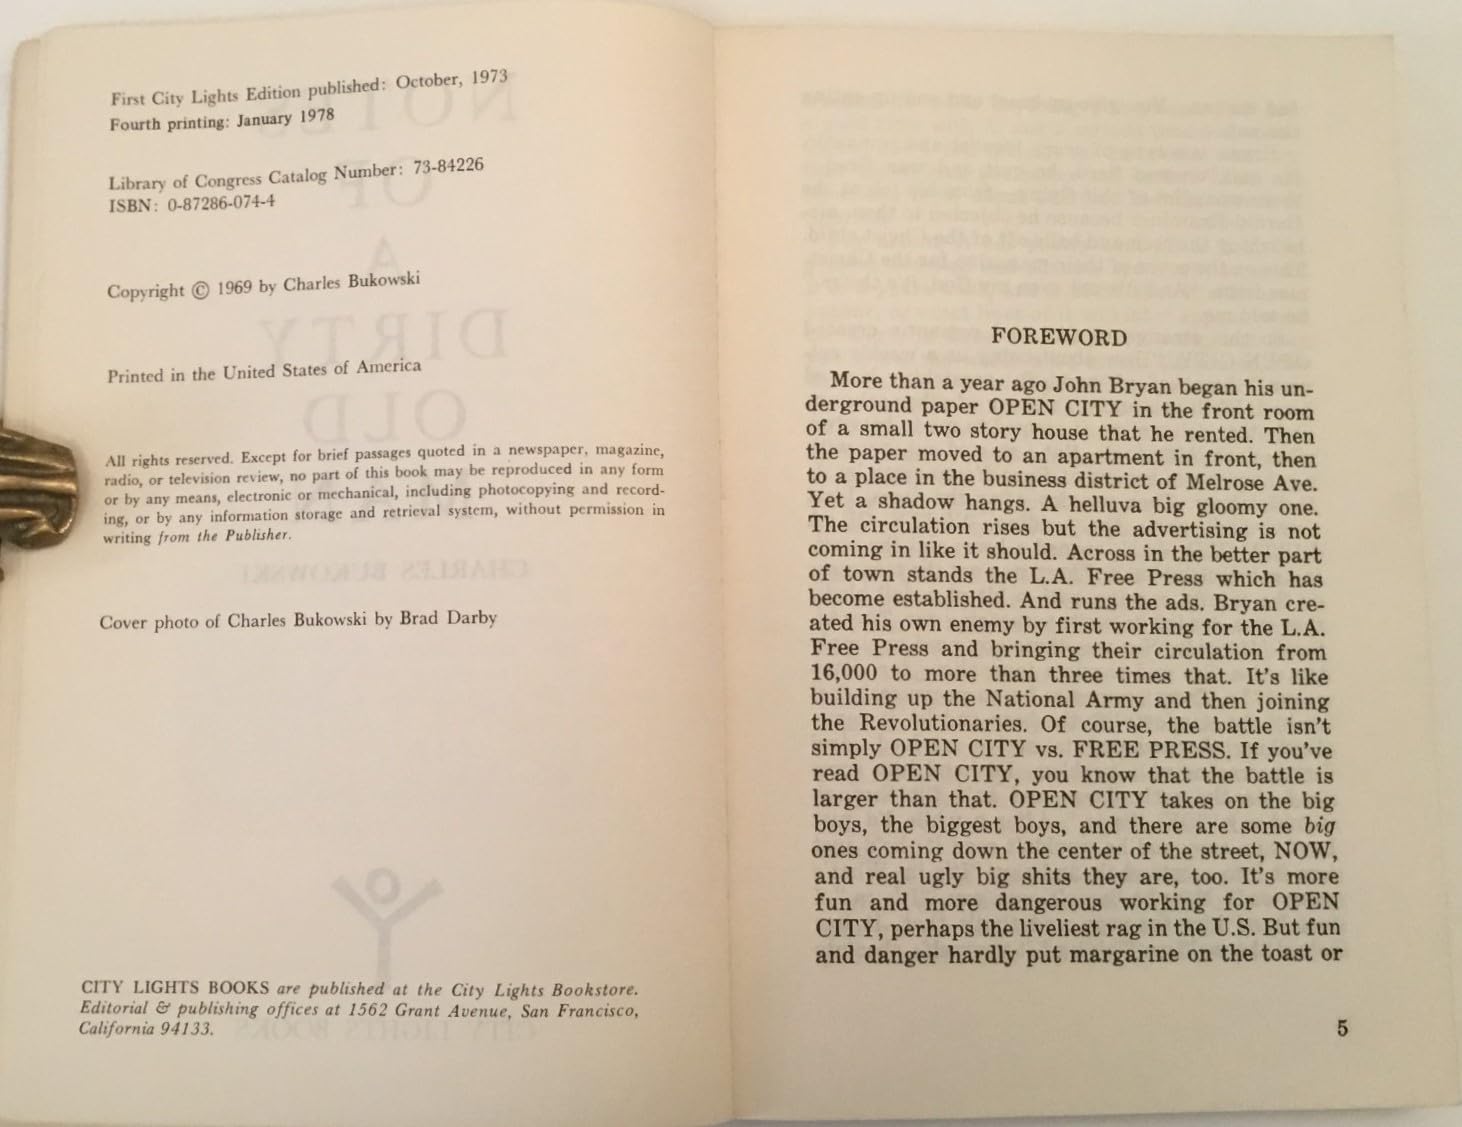 First City Lights Edition published: October, 1973
Fourth printing: January 1978
Library of Congress Catalog Number: 73-84226
ISBN: 0-87286-074-4
Copyright © 1969 by Charles Bukowski
Printed in the United States of America
All rights reserved. Except for brief passages quoted in a newspaper, magazine,
radio, or television review, no part of this book may be reproduced in any form
or by any means, electronic or mechanical, including photocopying and record-
ing, or by any information storage and retrieval system, without permission in
writing from the Publisher.
Cover photo of Charles Bukowski by Brad Darby
CITY LIGHTS BOOKS are published at the City Lights Bookstore.
Editorial & publishing offices at 1562 Grant Avenue, San Francisco,
California 94133.
FOREWORD
More than a year ago John Bryan began his un-
derground paper OPEN CITY in the front room
of a small two story house that he rented. Then
the paper moved to an apartment in front, then
to a place in the business district of Melrose Ave.
Yet a shadow hangs. A helluva big gloomy one.
The circulation rises but the advertising is not
coming in like it should. Across in the better part
of town stands the L.A. Free Press which has
become established. And runs the ads. Bryan cre-
ated his own enemy by first working for the L.A.
Free Press and bringing their circulation from
16,000 to more than three times that. It's like
building up the National Army and then joining
the Revolutionaries. Of course, the battle isn't
simply OPEN CITY vs. FREE PRESS. If you've
read OPEN CITY, you know that the battle is
larger than that. OPEN CITY takes on the big
boys, the biggest boys, and there are some big
ones coming down the center of the street, NOW,
and real ugly big shits they are, too. It's more
fun and more dangerous working for OPEN
CITY, perhaps the liveliest rag in the U.S. But fun
and danger hardly put margarine on the toast or
5